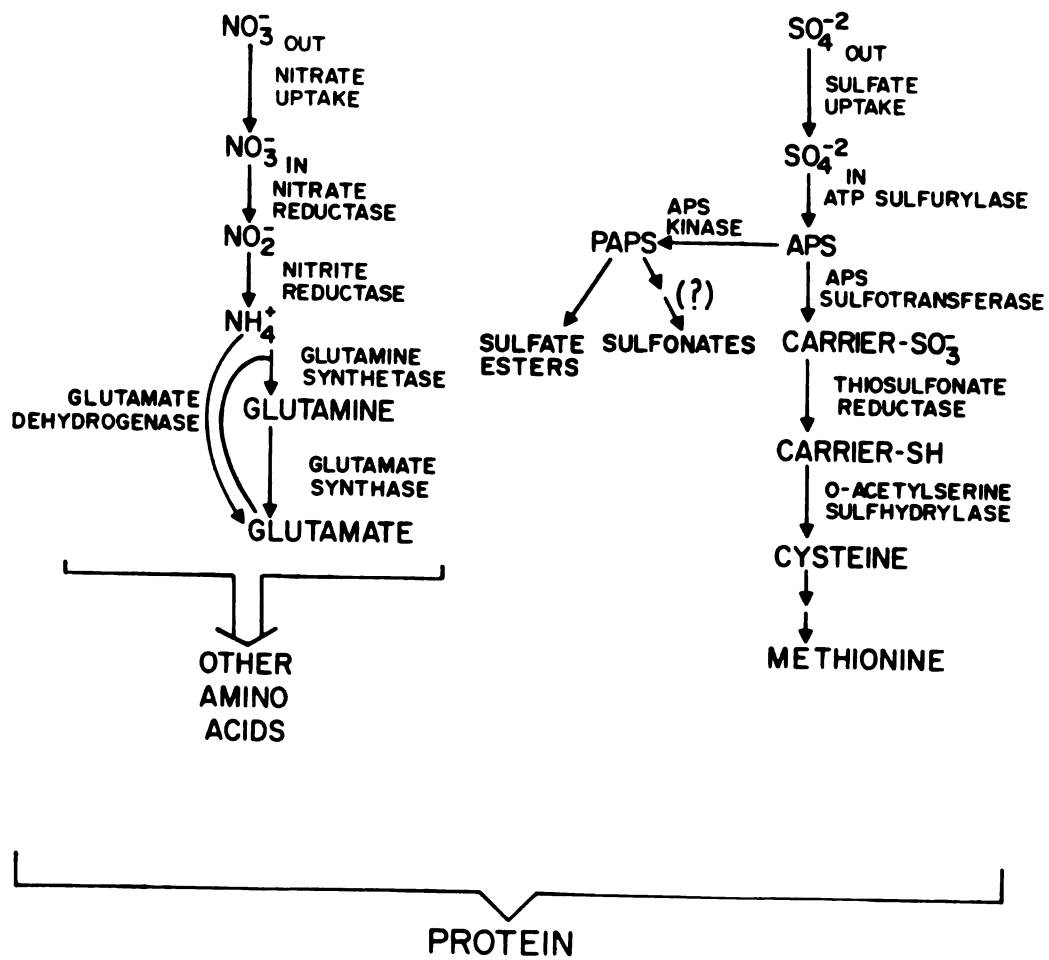 NO₃⁻ OUT
NITRATE
UPTAKE
NO₃⁻ IN
NITRATE
REDUCTASE
NO₂⁻
NITRITE
REDUCTASE
NH₄⁺
GLUTAMINE
SYNTHETASE
GLUTAMATE
DEHYDROGENASE
GLUTAMINE
GLUTAMATE
SYNTHASE
GLUTAMATE
OTHER
AMINO
ACIDS
SO₄⁻² OUT
SULFATE
UPTAKE
SO₄⁻² IN
ATP SULFURYLASE
APS
KINASE
PAPS
APS
(?)
SULFATE
ESTERS
SULFONATES
APS
SULFOTRANSFERASE
CARRIER-SO₃⁻
THIOSULFONATE
REDUCTASE
CARRIER-SH
O-ACETYLSERINE
SULFHYDRYLASE
CYSTEINE
METHIONINE
PROTEIN